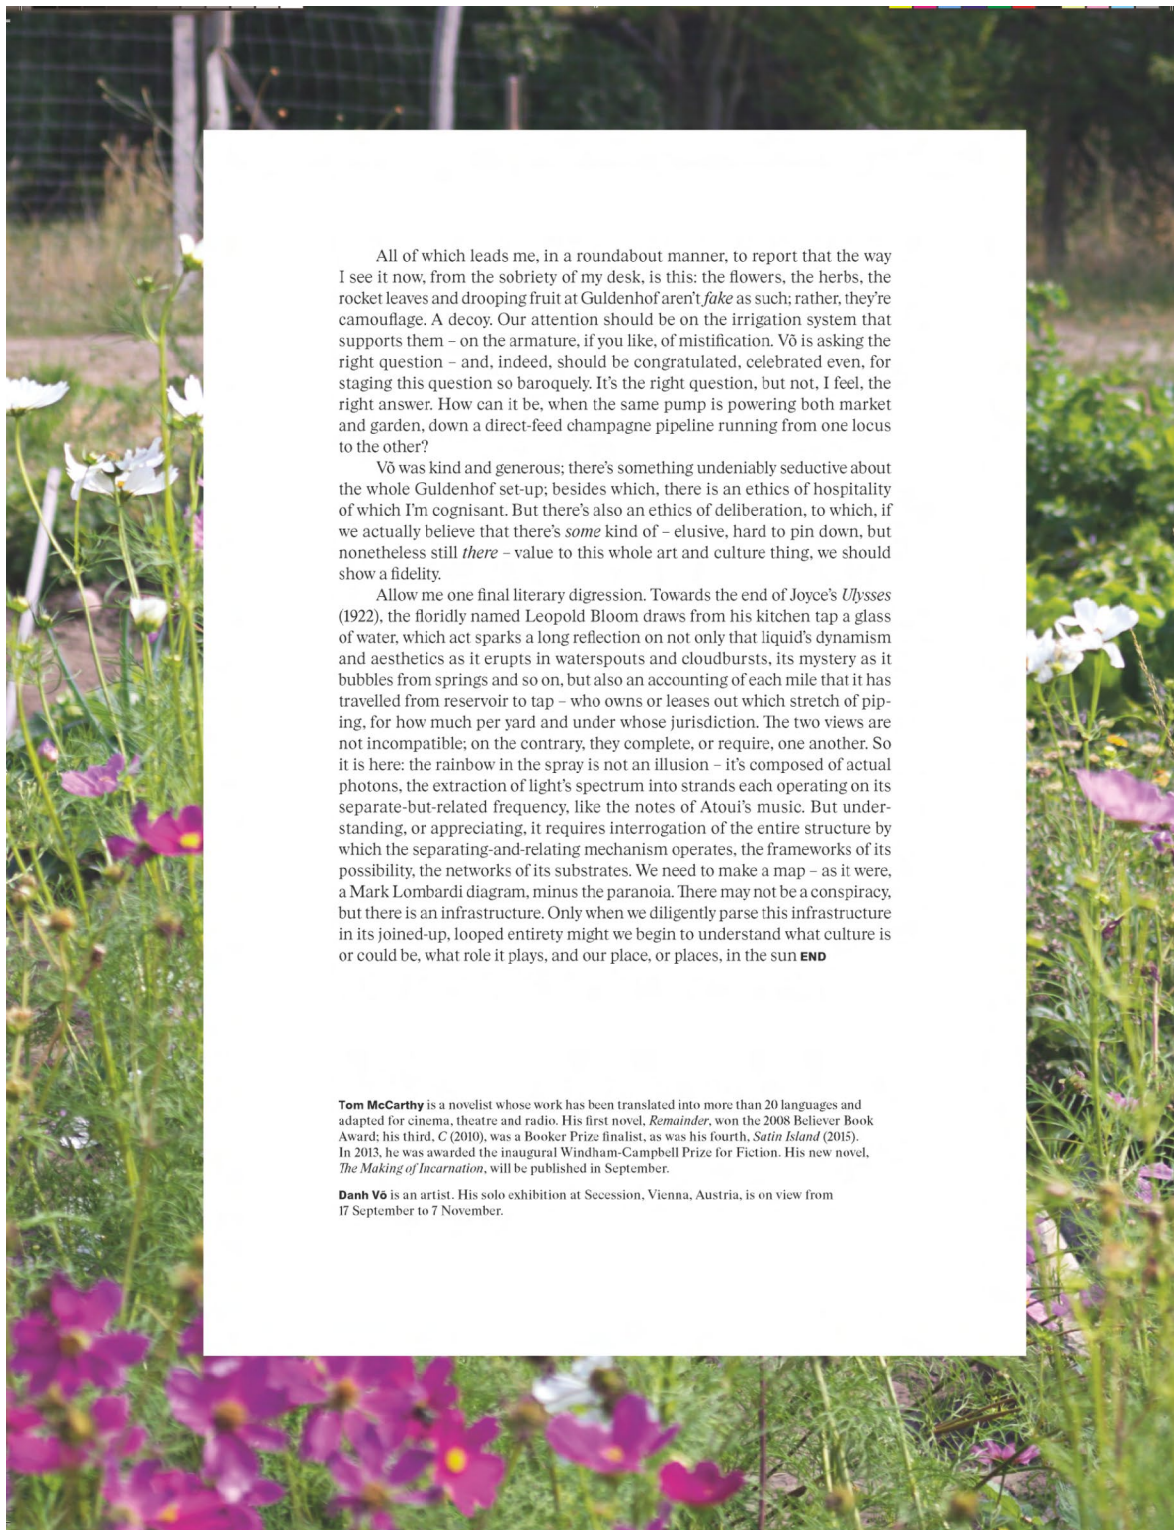 All of which leads me, in a roundabout manner, to report that the way
I see it now, from the sobriety of my desk, is this: the flowers, the herbs, the
rocket leaves and drooping fruit at Guldenhof aren’t fake as such; rather, they’re
camouflage. A decoy. Our attention should be on the irrigation system that
supports them – on the armature, if you like, of mistification. Võ is asking the
right question – and, indeed, should be congratulated, celebrated even, for
staging this question so baroquely. It’s the right question, but not, I feel, the
right answer. How can it be, when the same pump is powering both market
and garden, down a direct-feed champagne pipeline running from one locus
to the other?
Võ was kind and generous; there’s something undeniably seductive about
the whole Guldenhof set-up; besides which, there is an ethics of hospitality
of which I’m cognisant. But there’s also an ethics of deliberation, to which, if
we actually believe that there’s some kind of – elusive, hard to pin down, but
nonetheless still there – value to this whole art and culture thing, we should
show a fidelity.
Allow me one final literary digression. Towards the end of Joyce’s Ulysses
(1922), the floridly named Leopold Bloom draws from his kitchen tap a glass
of water, which act sparks a long reflection on not only that liquid’s dynamism
and aesthetics as it erupts in waterspouts and cloudbursts, its mystery as it
bubbles from springs and so on, but also an accounting of each mile that it has
travelled from reservoir to tap – who owns or leases out which stretch of pip-
ing, for how much per yard and under whose jurisdiction. The two views are
not incompatible; on the contrary, they complete, or require, one another. So
it is here: the rainbow in the spray is not an illusion – it’s composed of actual
photons, the extraction of light’s spectrum into strands each operating on its
separate-but-related frequency, like the notes of Atoui’s music. But under-
standing, or appreciating, it requires interrogation of the entire structure by
which the separating-and-relating mechanism operates, the frameworks of its
possibility, the networks of its substrates. We need to make a map – as it were,
a Mark Lombardi diagram, minus the paranoia. There may not be a conspiracy,
but there is an infrastructure. Only when we diligently parse this infrastructure
in its joined-up, looped entirety might we begin to understand what culture is
or could be, what role it plays, and our place, or places, in the sun END
Tom McCarthy is a novelist whose work has been translated into more than 20 languages and
adapted for cinema, theatre and radio. His first novel, Remainder, won the 2008 Believer Book
Award; his third, C (2010), was a Booker Prize finalist, as was his fourth, Satin Island (2015).
In 2013, he was awarded the inaugural Windham-Campbell Prize for Fiction. His new novel,
The Making of Incarnation, will be published in September.
Danh Võ is an artist. His solo exhibition at Secession, Vienna, Austria, is on view from
17 September to 7 November.